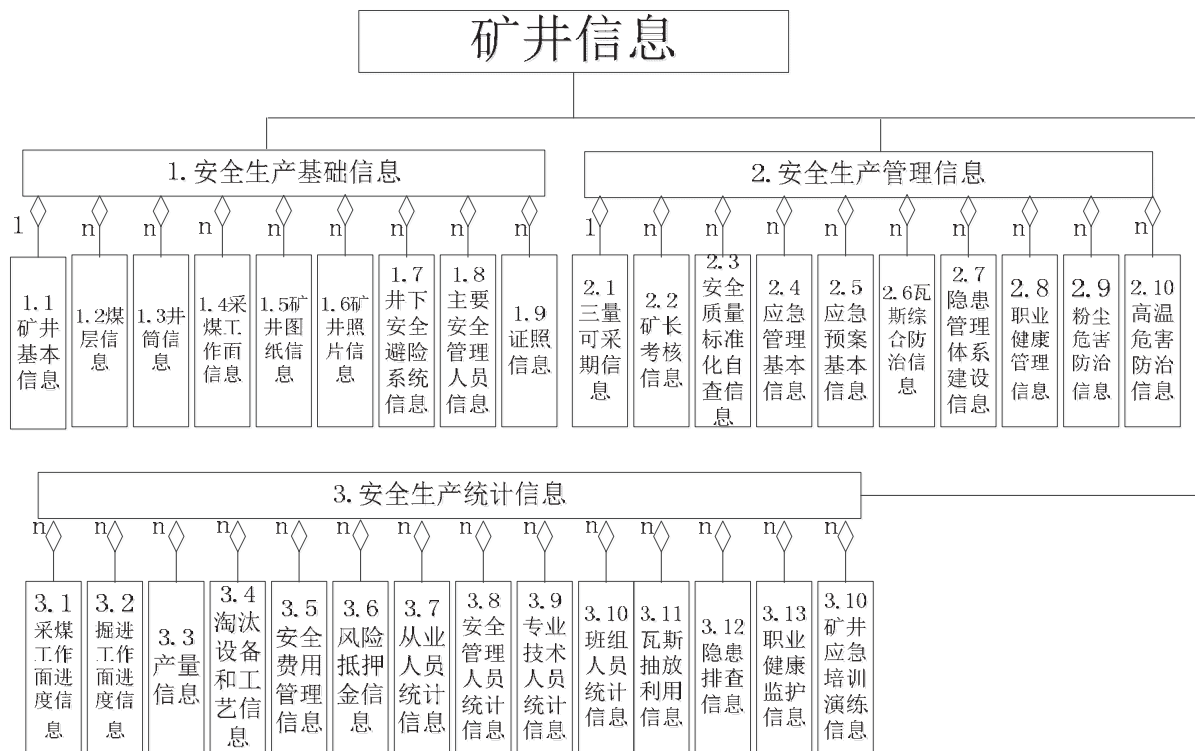 矿井信息
1.安全生产基础信息
2.安全生产管理信息
1
n
n
n
n
n
n
n
n
1
n
n
n
n
n
n
n
n
n
1.1
矿井
基本
信息
1.2煤
层信
息
1.3井
筒信
息
1.4采
煤工
作面
信息
1.5矿
井图
纸信
息
1.6矿
井照
片信
息
1.7
井下
安全
避险
系统
信息
1.8
主要
安全
管理
人员
信息
1.9
证照
信息
2.1
三量
可采
期信
息
2.2
矿长
考核
信息
2.3
安全
质量
标准
化自
查信
息
2.4
应急
管理
基本
信息
2.5
应急
预案
基本
信息
2.6瓦
斯综
合防
治信
息
2.7
隐患
管理
体系
建设
信息
2.8
职业
健康
管理
信息
2.9
粉尘
危害
防治
信息
2.10
高温
危害
防治
信息
3.安全生产统计信息
n
n
n
n
n
n
n
n
n
n
n
n
n
n
3.1
采煤
工作
面进
度信
息
3.2
掘进
工作
面进
度信
息
3.3
产量
信息
3.4
淘汰
设备
和工
艺信
息
3.5
安全
费用
管理
信息
3.6
风险
抵押
金信
息
3.7
从业
人员
统计
信息
3.8
安全
管理
人员
统计
信息
3.9
专业
技术
人员
统计
信息
3.10
班组
人员
统计
信息
3.11
瓦斯
抽放
利用
信息
3.12
隐患
排查
信息
3.13
职业
健康
监护
信息
3.10
矿井
应急
培训
演练
信息